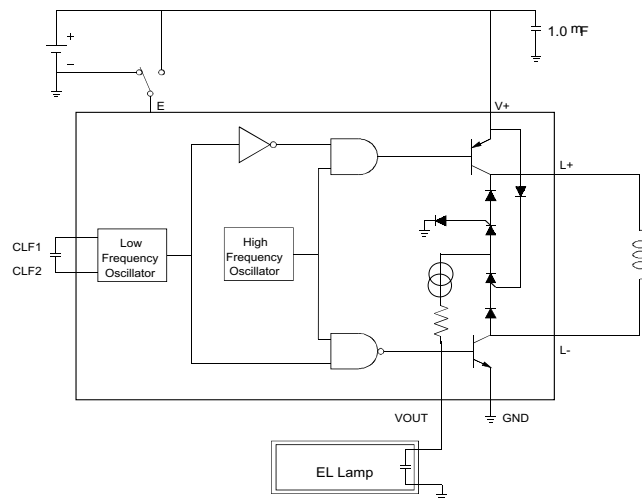 +
–
1.0 mF
E
V+
L+
CLF1
CLF2
Low
Frequency
Oscillator
High
Frequency
Oscillator
L-
VOUT
GND
EL Lamp